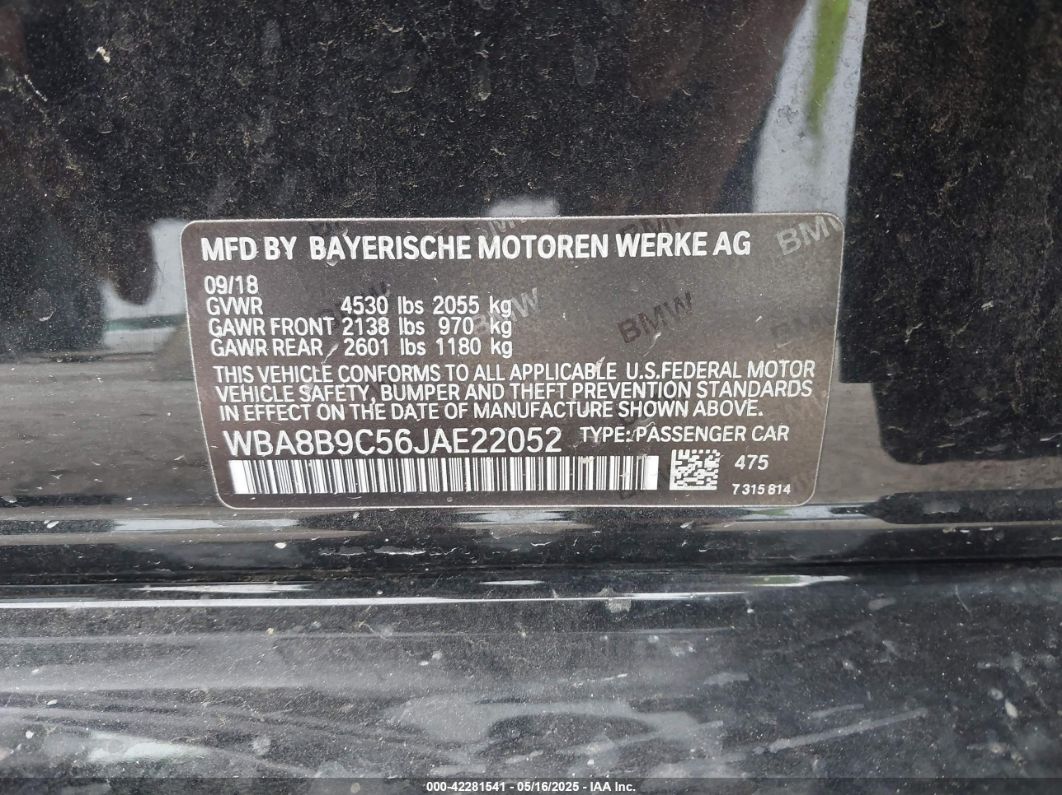 MFD BY BAYERISCHE MOTOREN WERKE AG
09/18
GVWR 4530 lbs 2055 kg
GAWR FRONT 2138 lbs 970 kg
GAWR REAR 2601 lbs 1180 kg
THIS VEHICLE CONFORMS TO ALL APPLICABLE U.S.FEDERAL MOTOR
VEHICLE SAFETY, BUMPER AND THEFT PREVENTION STANDARDS
IN EFFECT ON THE DATE OF MANUFACTURE SHOWN ABOVE.
WBA8B9C56JAE22052 TYPE:PASSENGER CAR
475
7 315 814
BMW
BMW
BMW
000-42281541 - 05/16/2025 - IAA Inc.